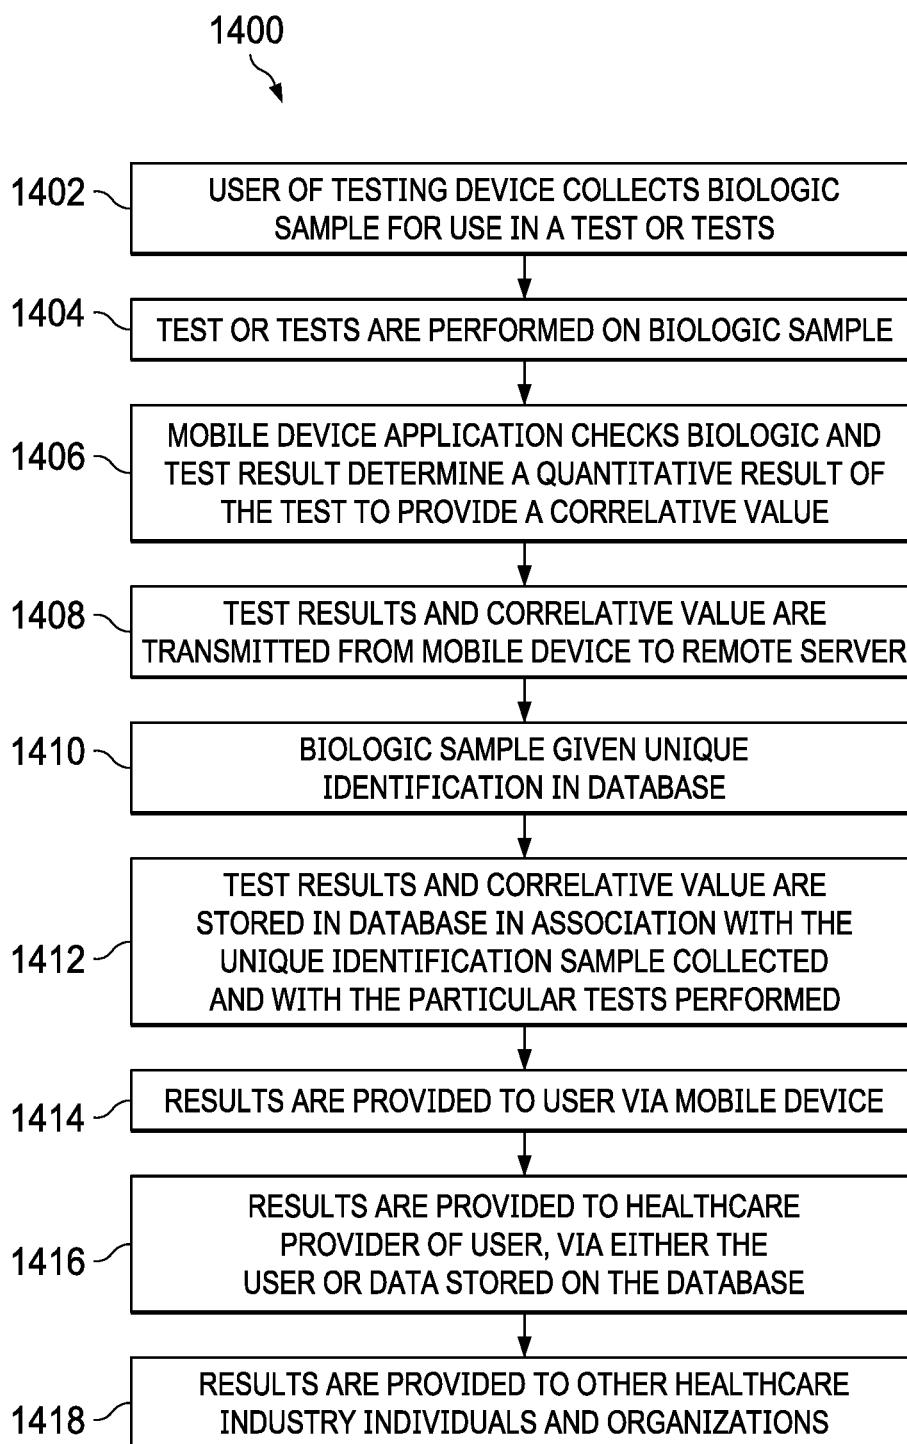 1400
1402
USER OF TESTING DEVICE COLLECTS BIOLOGIC
SAMPLE FOR USE IN A TEST OR TESTS
1404
TEST OR TESTS ARE PERFORMED ON BIOLOGIC SAMPLE.
1406
MOBILE DEVICE APPLICATION CHECKS BIOLOGIC AND
TEST RESULT DETERMINE A QUANTITATIVE RESULT OF
THE TEST TO PROVIDE A CORRELATIVE VALUE
1408
TEST RESULTS AND CORRELATIVE VALUE ARE
TRANSMITTED FROM MOBILE DEVICE TO REMOTE SERVER
1410
BIOLOGIC SAMPLE GIVEN UNIQUE
IDENTIFICATION IN DATABASE
1412
TEST RESULTS AND CORRELATIVE VALUE ARE
STORED IN DATABASE IN ASSOCIATION WITH THE
UNIQUE IDENTIFICATION SAMPLE COLLECTED
AND WITH THE PARTICULAR TESTS PERFORMED
1414
RESULTS ARE PROVIDED TO USER VIA MOBILE DEVICE
1416
RESULTS ARE PROVIDED TO HEALTHCARE
PROVIDER OF USER, VIA EITHER THE
USER OR DATA STORED ON THE DATABASE
1418
RESULTS ARE PROVIDED TO OTHER HEALTHCARE
INDUSTRY INDIVIDUALS AND ORGANIZATIONS